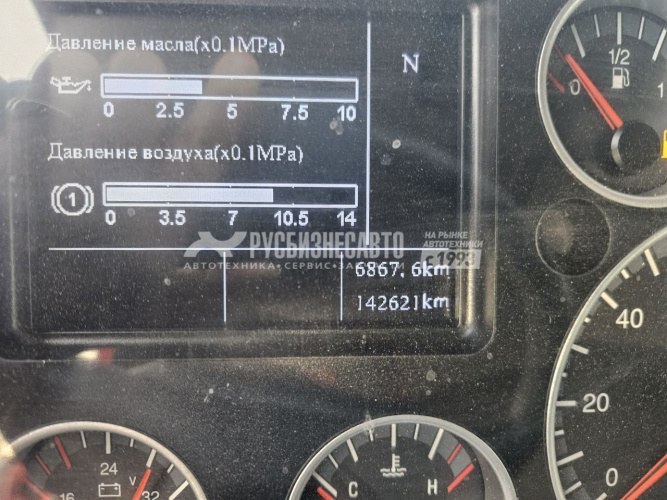 Давление масла(x0.1MPa)
N
0 2.5 5 7.5 10
Давление воздуха(x0.1MPa)
1
0 3.5 7 10.5 14
РУСБИЗНЕСАВТО
АВТОТЕХНИКА • СЕРВИС • ЗАПЧАСТИ
НА РЫНКЕ
АВТОТЕХНИКИ
с 1993
6867.6km
142621km
0 1/2 1
40
20
0
16 24 32
V
C H